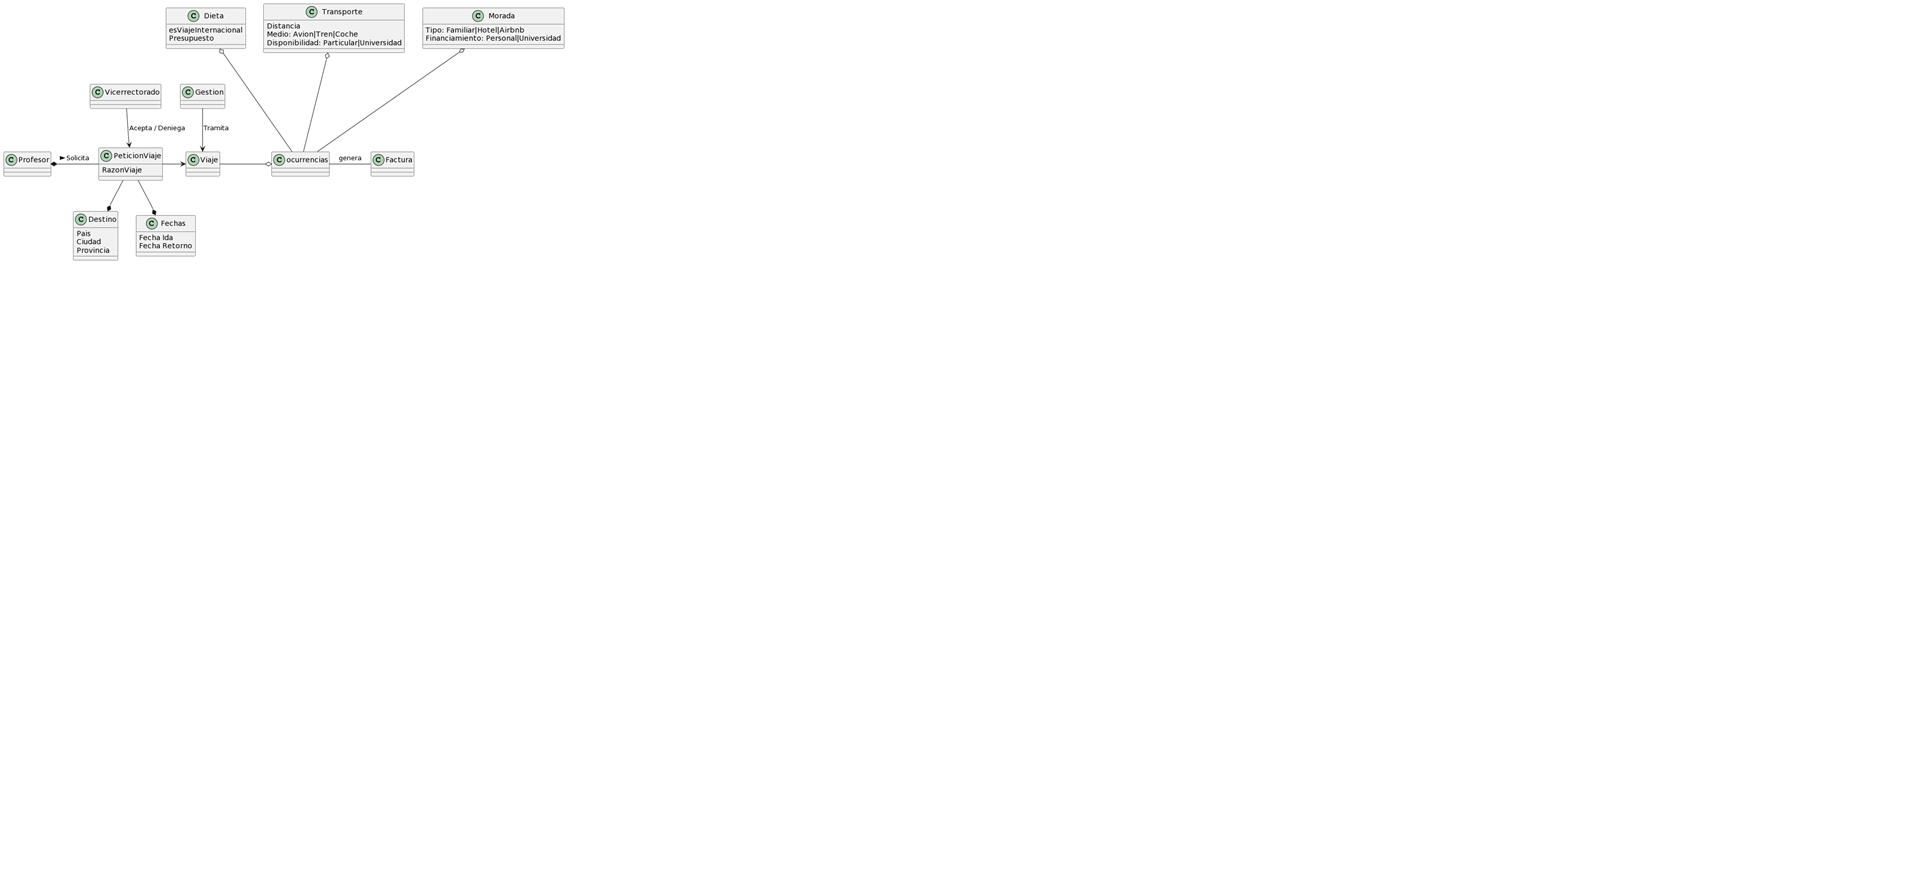 C Dieta
esViajeInternacional
Presupuesto
C Transporte
Distancia
Medio: Avion|Tren|Coche
Disponibilidad: Particular|Universidad
C Morada
Tipo: Familiar|Hotel|Airbnb
Financiamiento: Personal|Universidad
C Vicerrectorado
C Gestion
Acepta / Deniega
Tramita
C Profesor
Solicita
C PeticionViaje
RazonViaje
C Viaje
C ocurrencias
genera
C Factura
C Destino
Pais
Ciudad
Provincia
C Fechas
Fecha Ida
Fecha Retorno